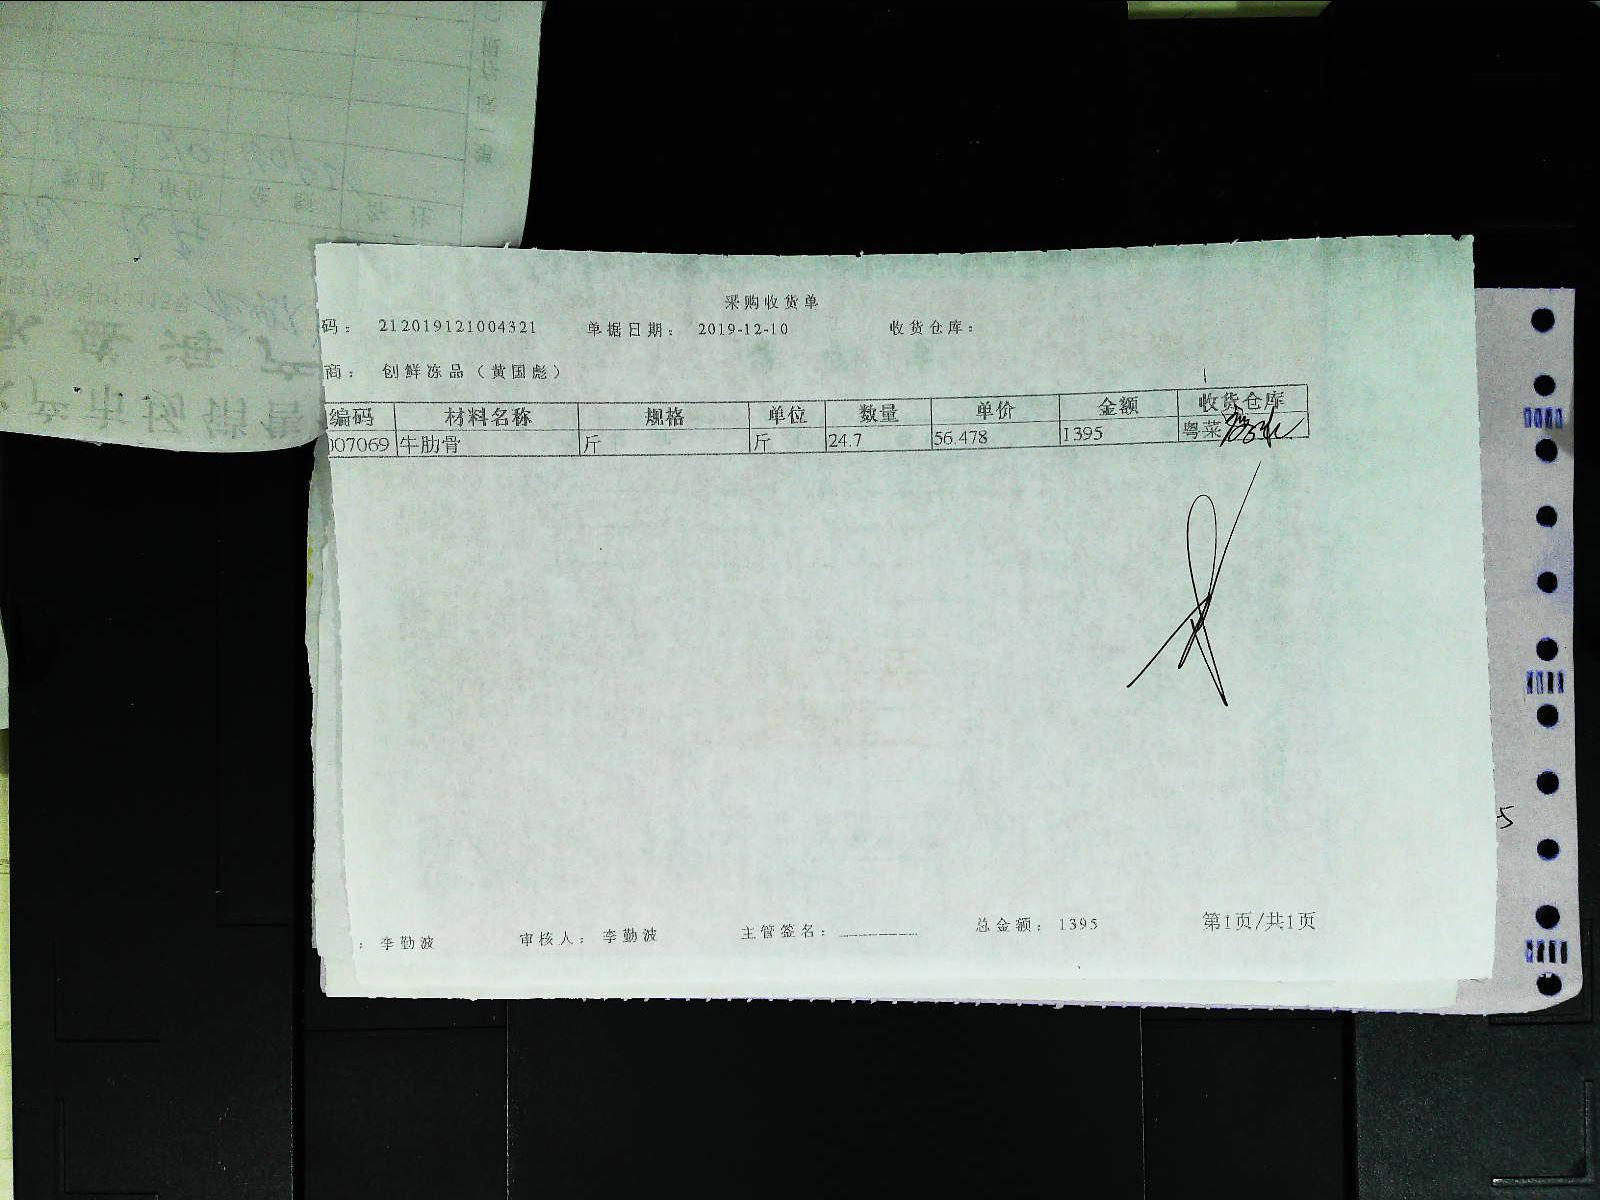 采购收货单
码： 212019121004321 单据日期： 2019-12-10 收货仓库：
商： 创鲜冻品（黄国彪）
编码 材料名称 规格 单位 数量 单价 金额 收货仓库
007069 牛肋骨 斤 斤 24.7 56.478 1395 粤菜
： 李勤波 审核人： 李勤波 主管签名： 总金额： 1395 第1页/共1页
5